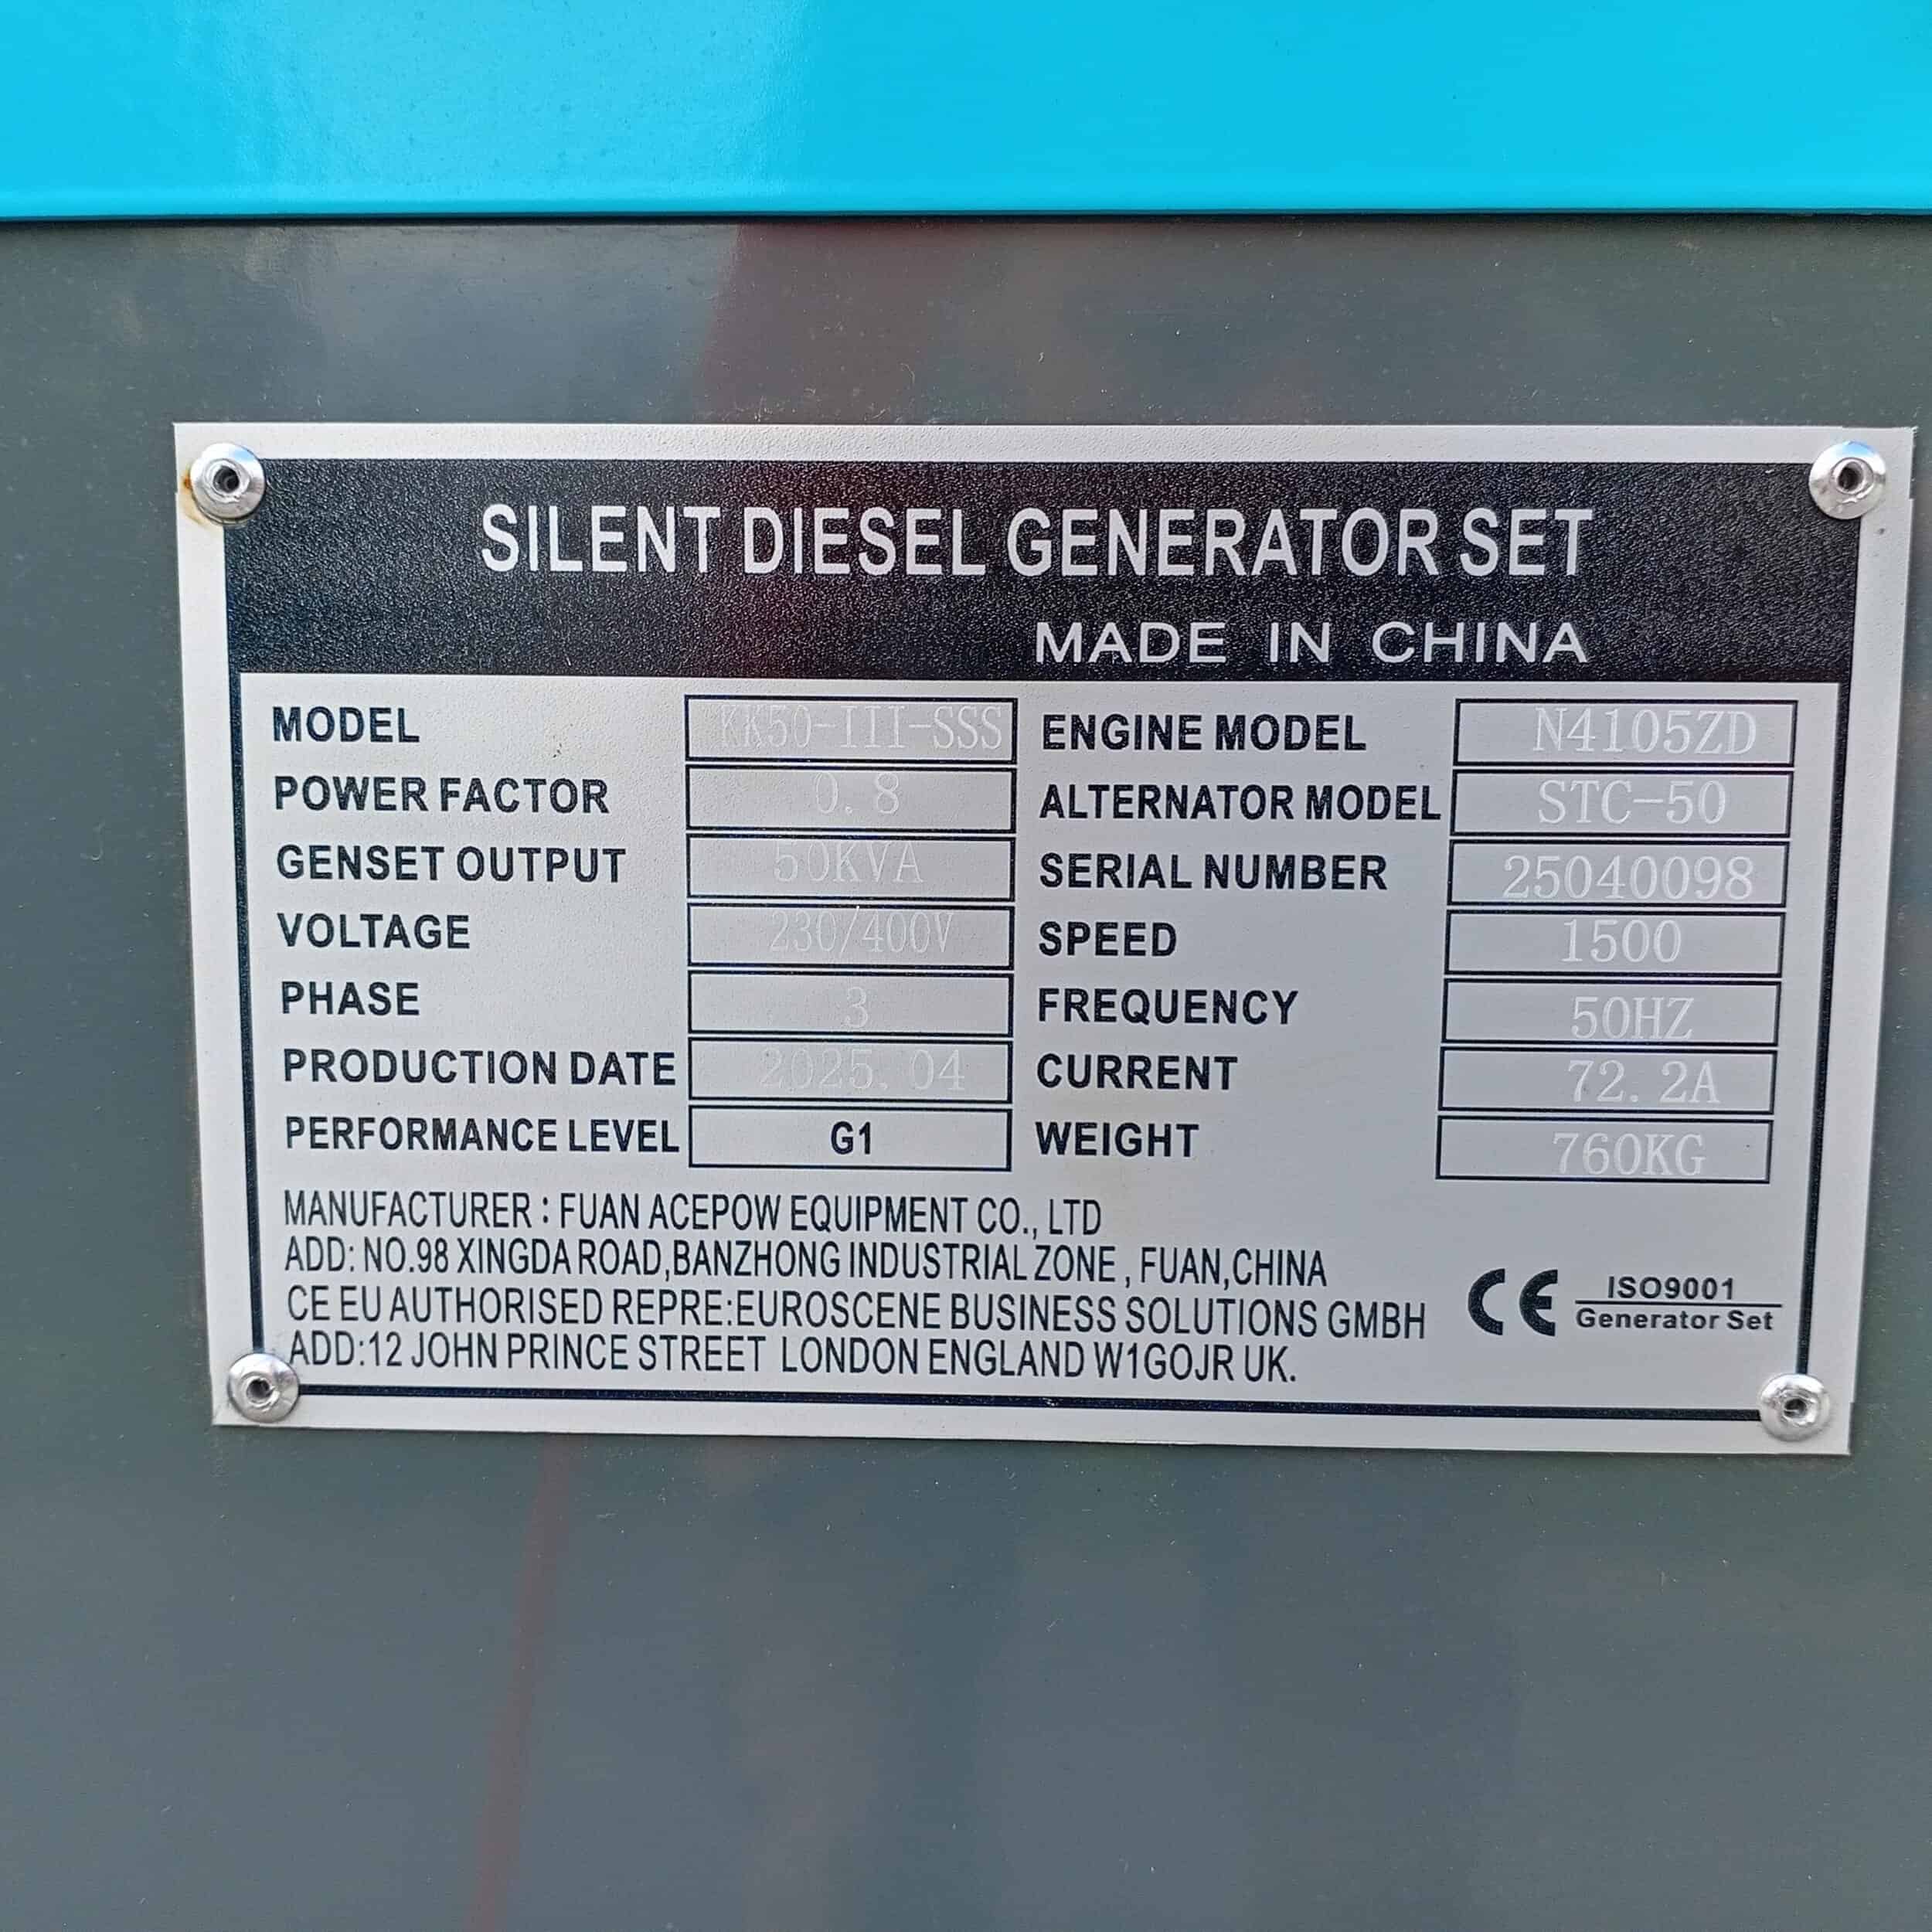 SILENT DIESEL GENERATOR SET
MADE IN CHINA
MODEL KK50-III-SSS ENGINE MODEL N4105ZD
POWER FACTOR 0.8 ALTERNATOR MODEL STC-50
GENSET OUTPUT 50KVA SERIAL NUMBER 25040098
VOLTAGE 230/400V SPEED 1500
PHASE 3 FREQUENCY 50HZ
PRODUCTION DATE 2025.04 CURRENT 72.2A
PERFORMANCE LEVEL G1 WEIGHT 760KG
MANUFACTURER : FUAN ACEPOW EQUIPMENT CO., LTD
ADD: NO.98 XINGDA ROAD,BANZHONG INDUSTRIAL ZONE , FUAN,CHINA
CE EU AUTHORISED REPRE:EUROSCENE BUSINESS SOLUTIONS GMBH
ADD:12 JOHN PRINCE STREET LONDON ENGLAND W1GOJR UK.
CE ISO9001
Generator Set